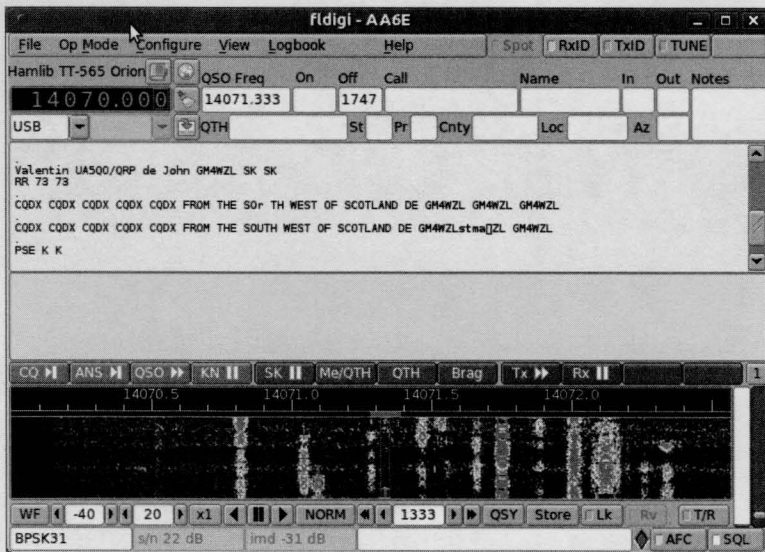 fldigi - AA6E
File Op Mode Configure View Logbook Help Spot RxID TxID TUNE
Hamlib TT-565 Orion QSO Freq On Off Call Name In Out Notes
14070.000 14071.333 1747
USB QTH St Pr Cnty Loc Az
Valentin UA5OO/QRP de John GM4WZL SK SK
RR 73 73
.
CQDX CQDX CQDX CQDX CQDX FROM THE SOr TH WEST OF SCOTLAND DE GM4WZL GM4WZL GM4WZL
.
CQDX CQDX CQDX CQDX CQDX FROM THE SOUTH WEST OF SCOTLAND DE GM4WZLstma▯ZL GM4WZL
.
PSE K K
CQ ANS QSO KN SK Me/QTH QTH Brag Tx Rx 1
14070.5 14071.0 14071.5 14072.0
WF -40 20 x1 NORM 1333 QSY Store Lk Rv T/R
BPSK31 s/n 22 dB imd -31 dB AFC SQL